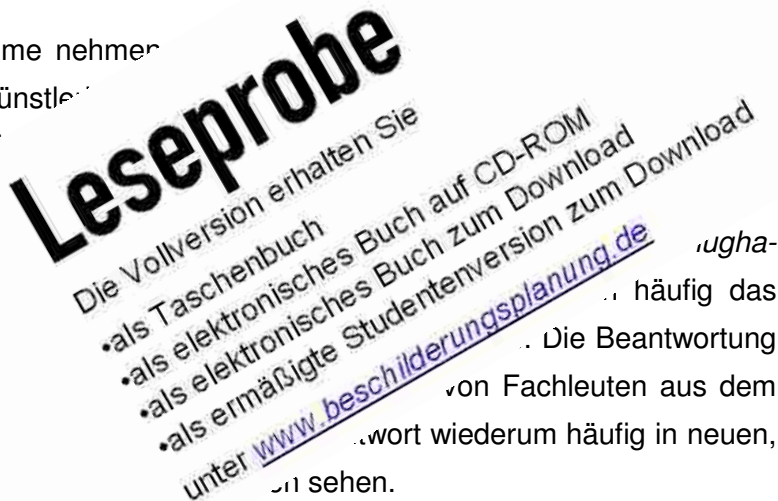 me nehmen
Leseprobe
Die Vollversion erhalten Sie
•als Taschenbuch
•als elektronisches Buch auf CD-ROM
•als elektronisches Buch zum Download
•als ermäßigte Studentenversion zum Download
unter www.beschilderungsplanung.de
häufig das
. Die Beantwortung
von Fachleuten aus dem
wiederum häufig in neuen,
sehen.